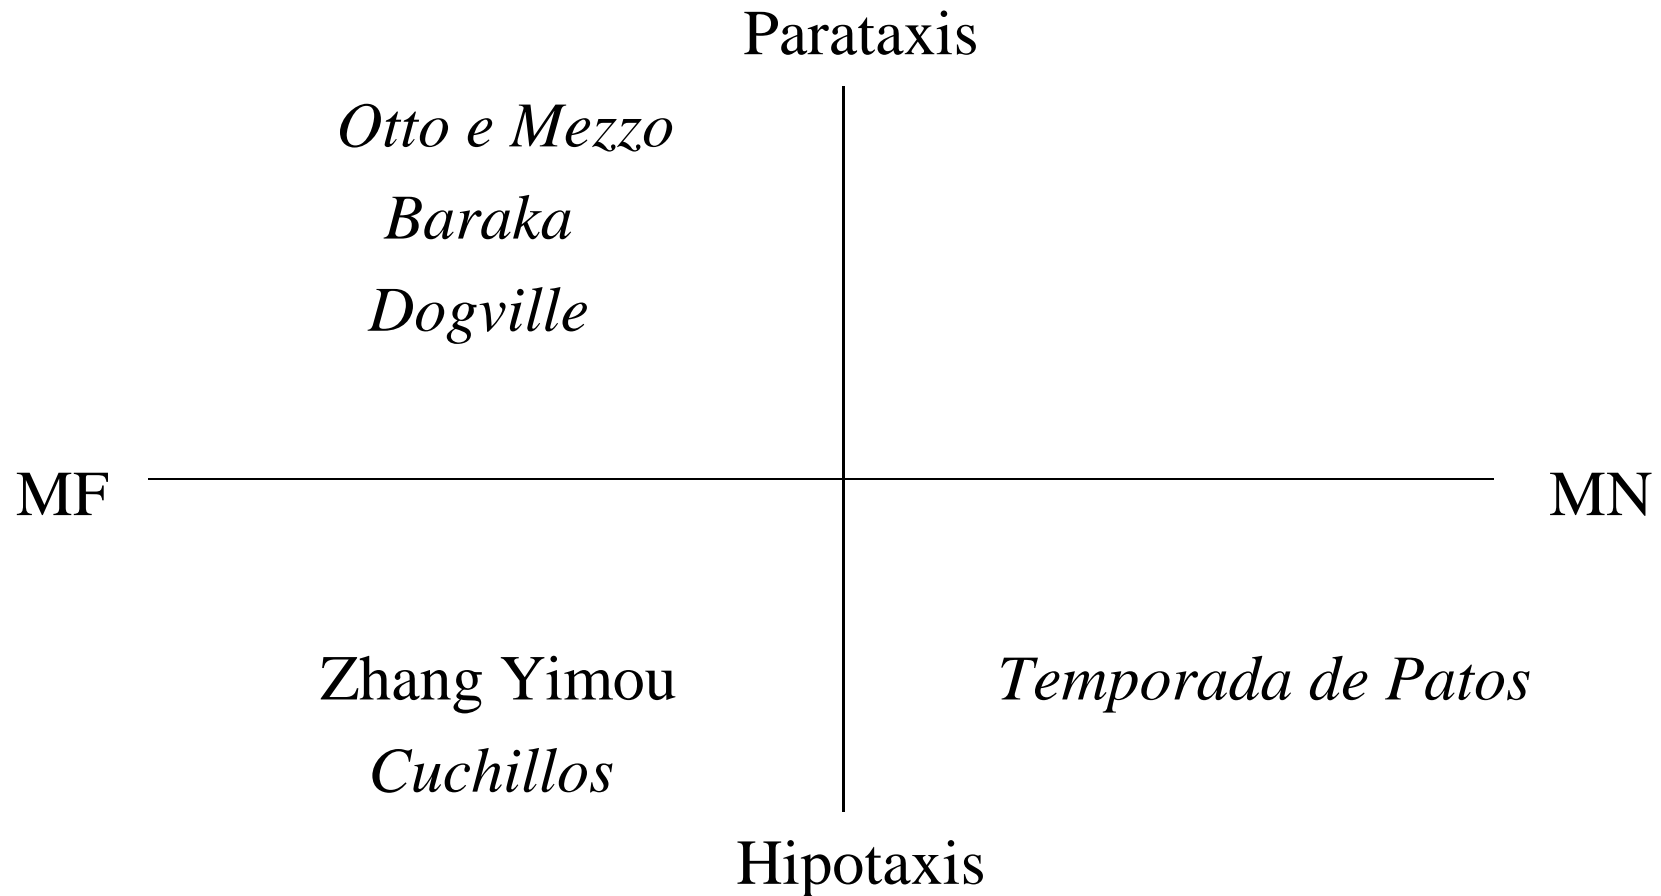 Parataxis
Otto e Mezzo
Baraka
Dogville
MF
MN
Zhang Yimou
Temporada de Patos
Cuchillos
Hipotaxis